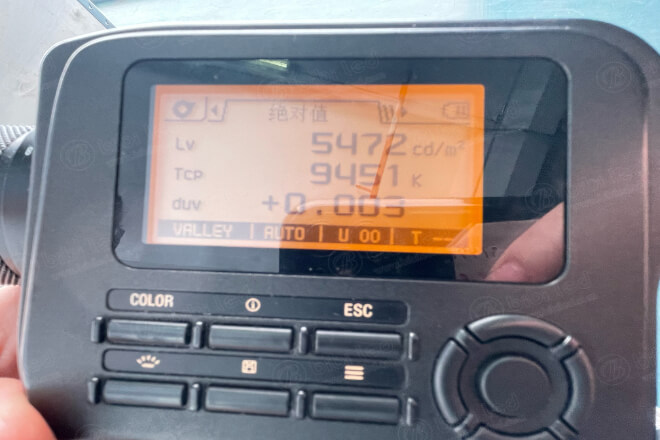 绝对值
Lv 5472 cd/m²
Tcp 9451 K
duv +0.003
VALLEY | AUTO | U 00 | T --
COLOR ESC